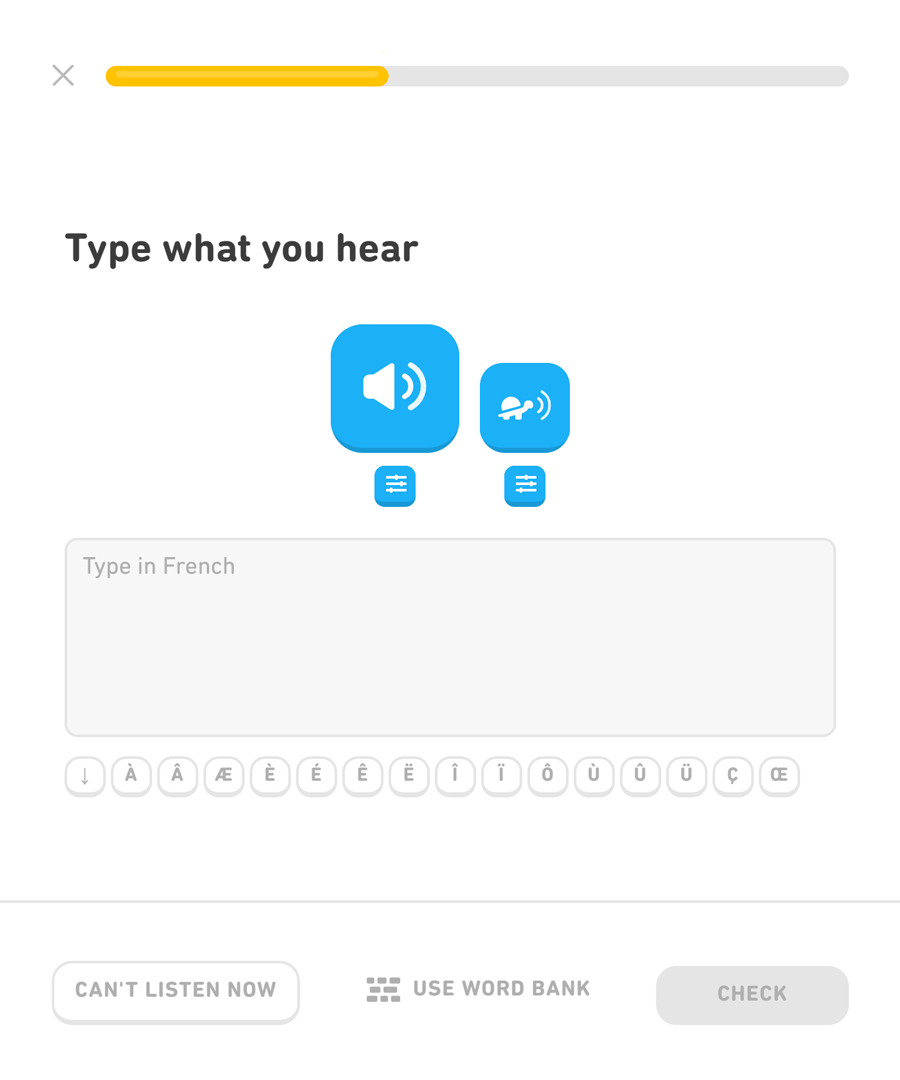 Type what you hear
Type in French
↓ À Â Æ È É Ê Ë Î Ï Ô Ù Û Ü Ç Œ
CAN'T LISTEN NOW USE WORD BANK CHECK